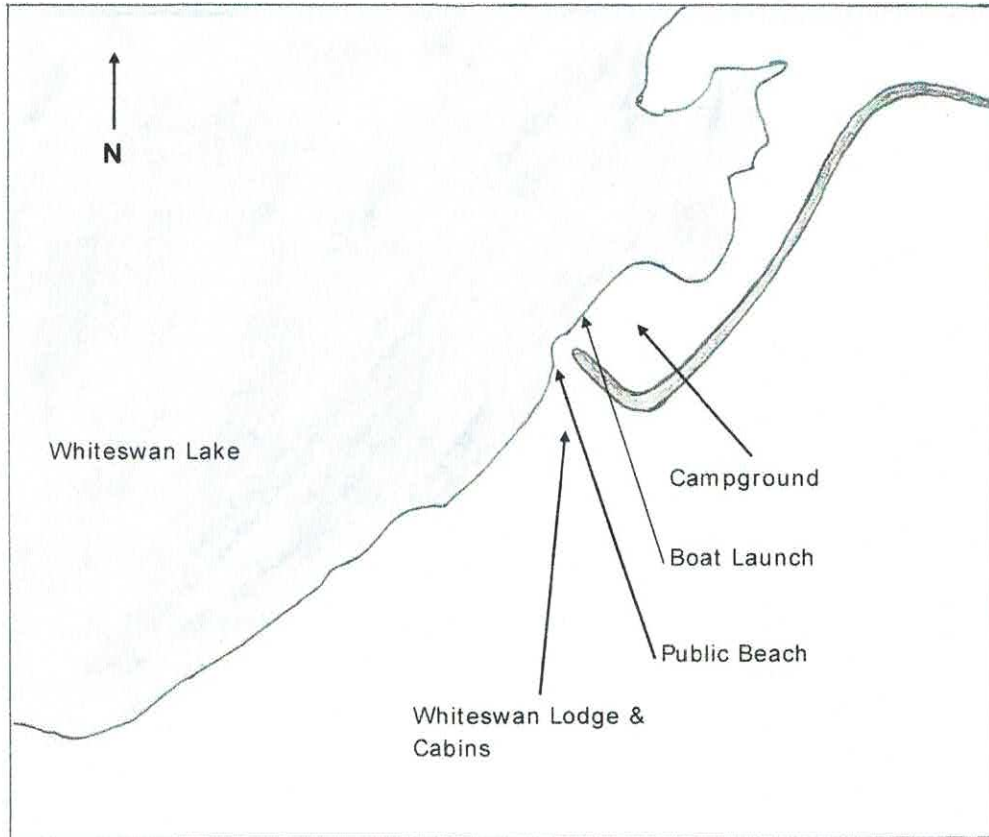 N
Whiteswan Lake
Campground
Boat Launch
Public Beach
Whiteswan Lodge &
Cabins